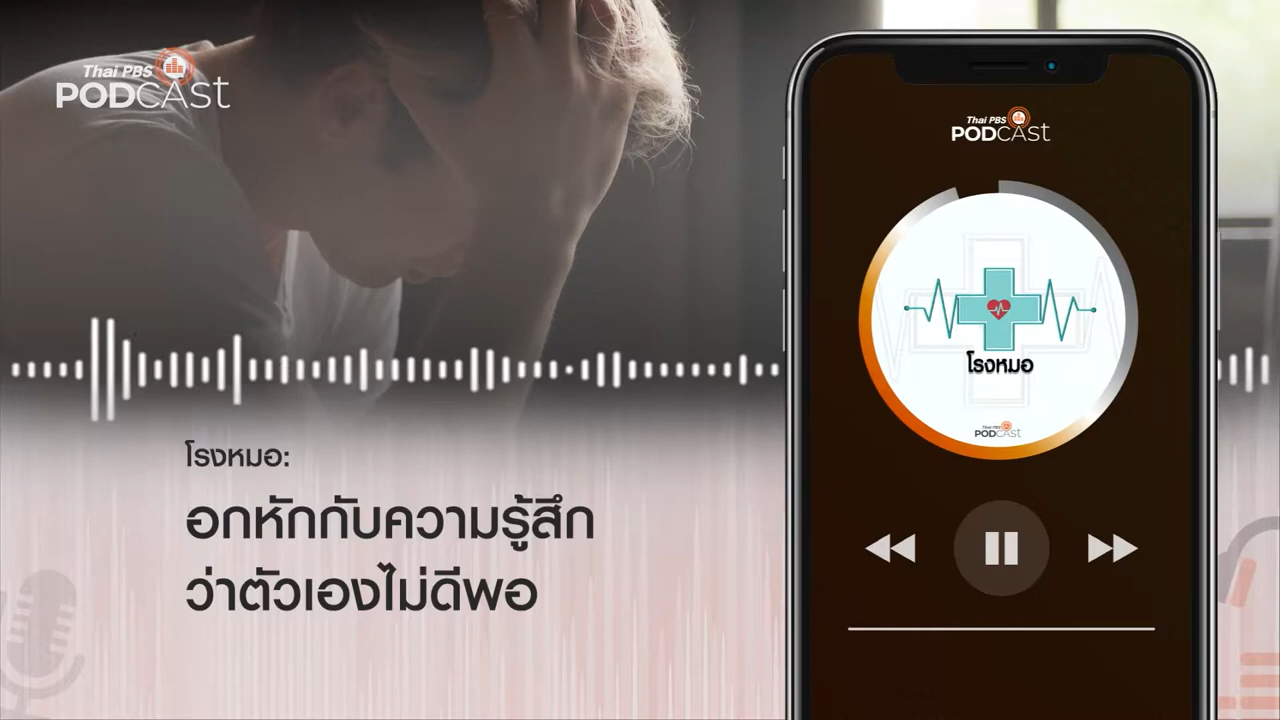 Thai PBS
PODCAST
Thai PBS
PODCAST
โรงหมอ
Thai PBS
PODCAST
โรงหมอ:
อกหักกับความรู้สึก
ว่าตัวเองไม่ดีพอ